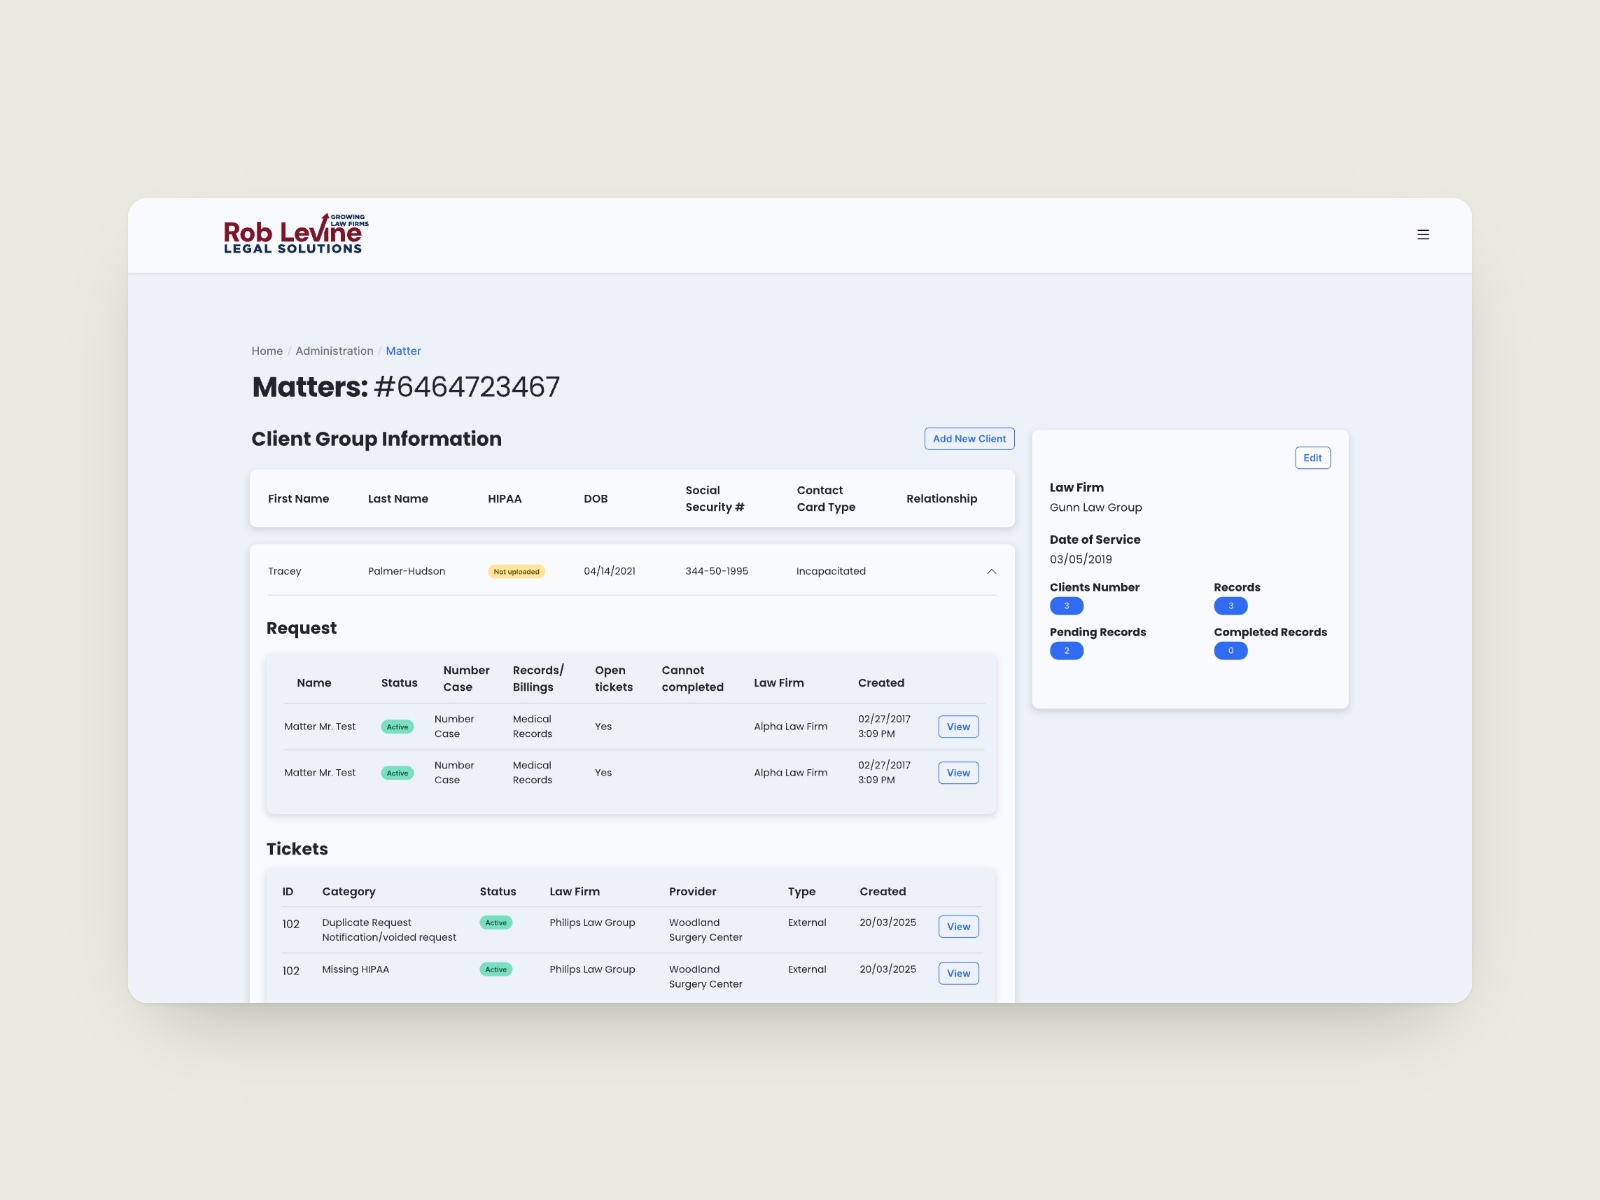 GROWING
LAW FIRMS
Rob Levine
LEGAL SOLUTIONS
Home / Administration / Matter
Matters: #6464723467
Client Group Information
Add New Client
First Name Last Name HIPAA DOB Social Security # Contact Card Type Relationship
Tracey Palmer-Hudson Not uploaded 04/14/2021 344-50-1995 Incapacitated
Request
Name Status Number Case Records/ Billings Open tickets Cannot completed Law Firm Created
Matter Mr. Test Active Number Case Medical Records Yes Alpha Law Firm 02/27/2017 3:09 PM View
Matter Mr. Test Active Number Case Medical Records Yes Alpha Law Firm 02/27/2017 3:09 PM View
Tickets
ID Category Status Law Firm Provider Type Created
102 Duplicate Request Notification/voided request Active Philips Law Group Woodland Surgery Center External 20/03/2025 View
102 Missing HIPAA Active Philips Law Group Woodland Surgery Center External 20/03/2025 View
Edit
Law Firm
Gunn Law Group
Date of Service
03/05/2019
Clients Number Records
3 3
Pending Records Completed Records
2 0